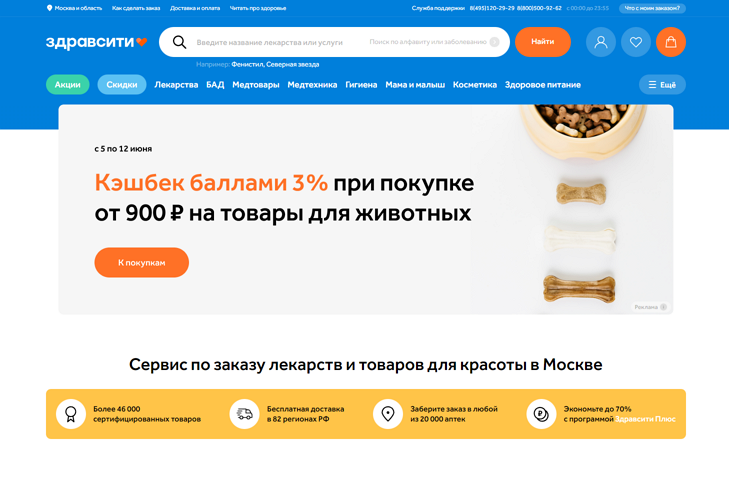 Москва и область Как сделать заказ Доставка и оплата Читать про здоровье Служба поддержки 8(495)120-29-29 8(800)500-92-62 с 00:00 до 23:55 Что с моим заказом?
здравсити
Введите название лекарства или услуги Поиск по алфавиту или заболеванию Найти
Например: Фенистил, Северная звезда
Акции Скидки Лекарства БАД Медтовары Медтехника Гигиена Мама и малыш Косметика Здоровое питание Ещё
с 5 по 12 июня
Кэшбек баллами 3% при покупке
от 900 ₽ на товары для животных
К покупкам
Реклама
Сервис по заказу лекарств и товаров для красоты в Москве
Более 46 000
сертифицированных товаров
Бесплатная доставка
в 82 регионах РФ
Заберите заказ в любой
из 20 000 аптек
Экономьте до 70%
с программой Здравсити Плюс